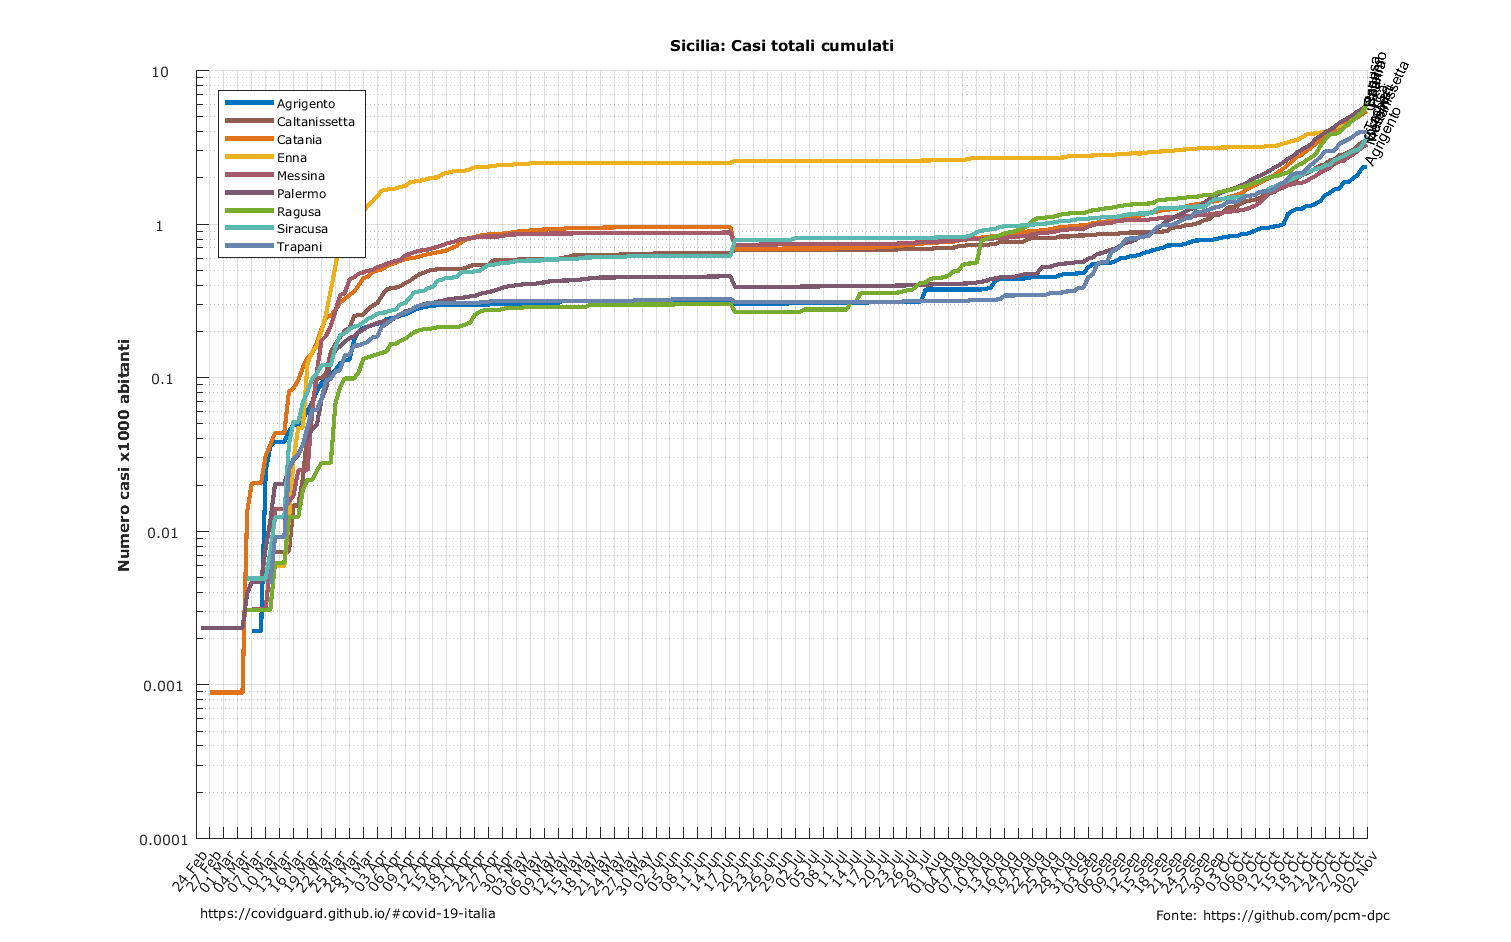 Sicilia: Casi totali cumulati
10
1
0.1
0.01
0.001
0.0001
Numero casi x1000 abitanti
Agrigento
Caltanissetta
Catania
Enna
Messina
Palermo
Ragusa
Siracusa
Trapani
Agrigento
24 Feb
27 Feb
01 Mar
04 Mar
07 Mar
10 Mar
13 Mar
16 Mar
19 Mar
22 Mar
25 Mar
28 Mar
31 Mar
03 Apr
06 Apr
09 Apr
12 Apr
15 Apr
18 Apr
21 Apr
24 Apr
27 Apr
30 Apr
03 May
06 May
09 May
12 May
15 May
18 May
21 May
24 May
27 May
30 May
02 Jun
05 Jun
08 Jun
11 Jun
14 Jun
17 Jun
20 Jun
23 Jun
26 Jun
29 Jun
02 Jul
05 Jul
08 Jul
11 Jul
14 Jul
17 Jul
20 Jul
23 Jul
26 Jul
29 Jul
01 Aug
04 Aug
07 Aug
10 Aug
13 Aug
16 Aug
19 Aug
22 Aug
25 Aug
28 Aug
31 Aug
03 Sep
06 Sep
09 Sep
12 Sep
15 Sep
18 Sep
21 Sep
24 Sep
27 Sep
30 Sep
03 Oct
06 Oct
09 Oct
12 Oct
15 Oct
18 Oct
21 Oct
24 Oct
27 Oct
30 Oct
02 Nov
https://covidguard.github.io/#covid-19-italia
Fonte: https://github.com/pcm-dpc